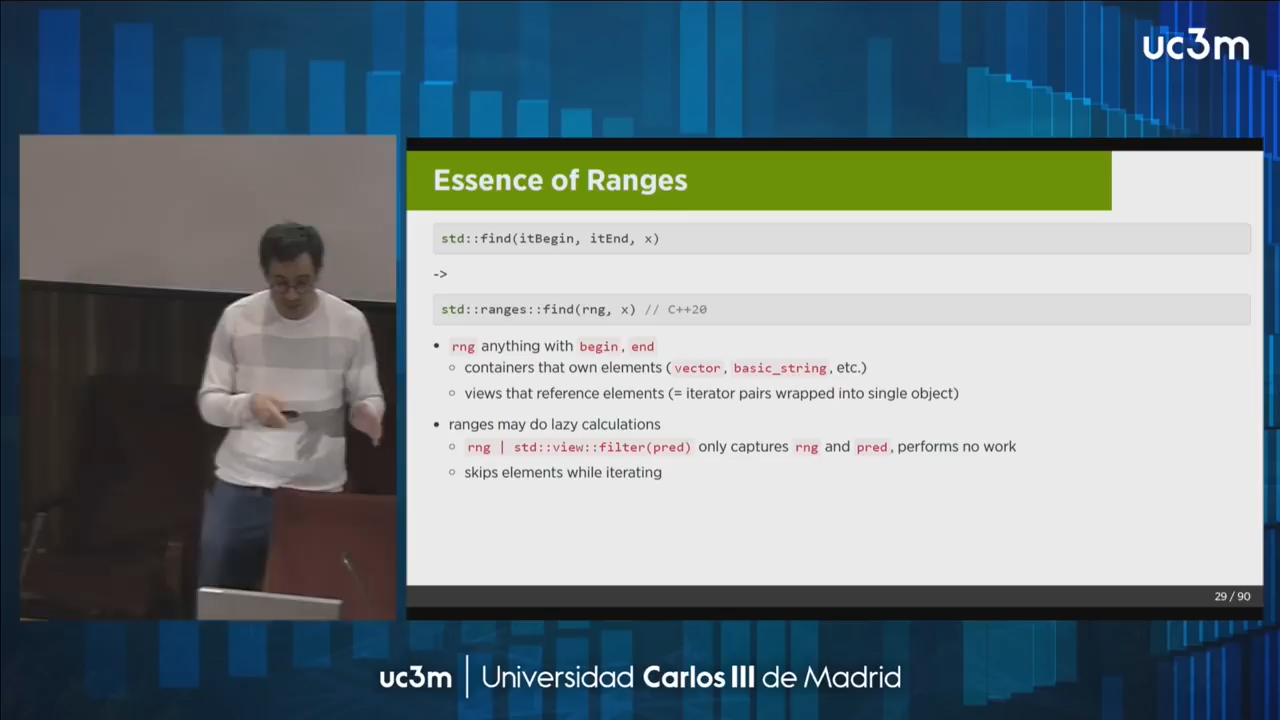 uc3m
Essence of Ranges
std::find(itBegin, itEnd, x)
->
std::ranges::find(rng, x) // C++20
• rng anything with begin, end
◦ containers that own elements (vector, basic_string, etc.)
◦ views that reference elements (= iterator pairs wrapped into single object)
• ranges may do lazy calculations
◦ rng | std::view::filter(pred) only captures rng and pred, performs no work
◦ skips elements while iterating
29 / 90
uc3m | Universidad Carlos III de Madrid